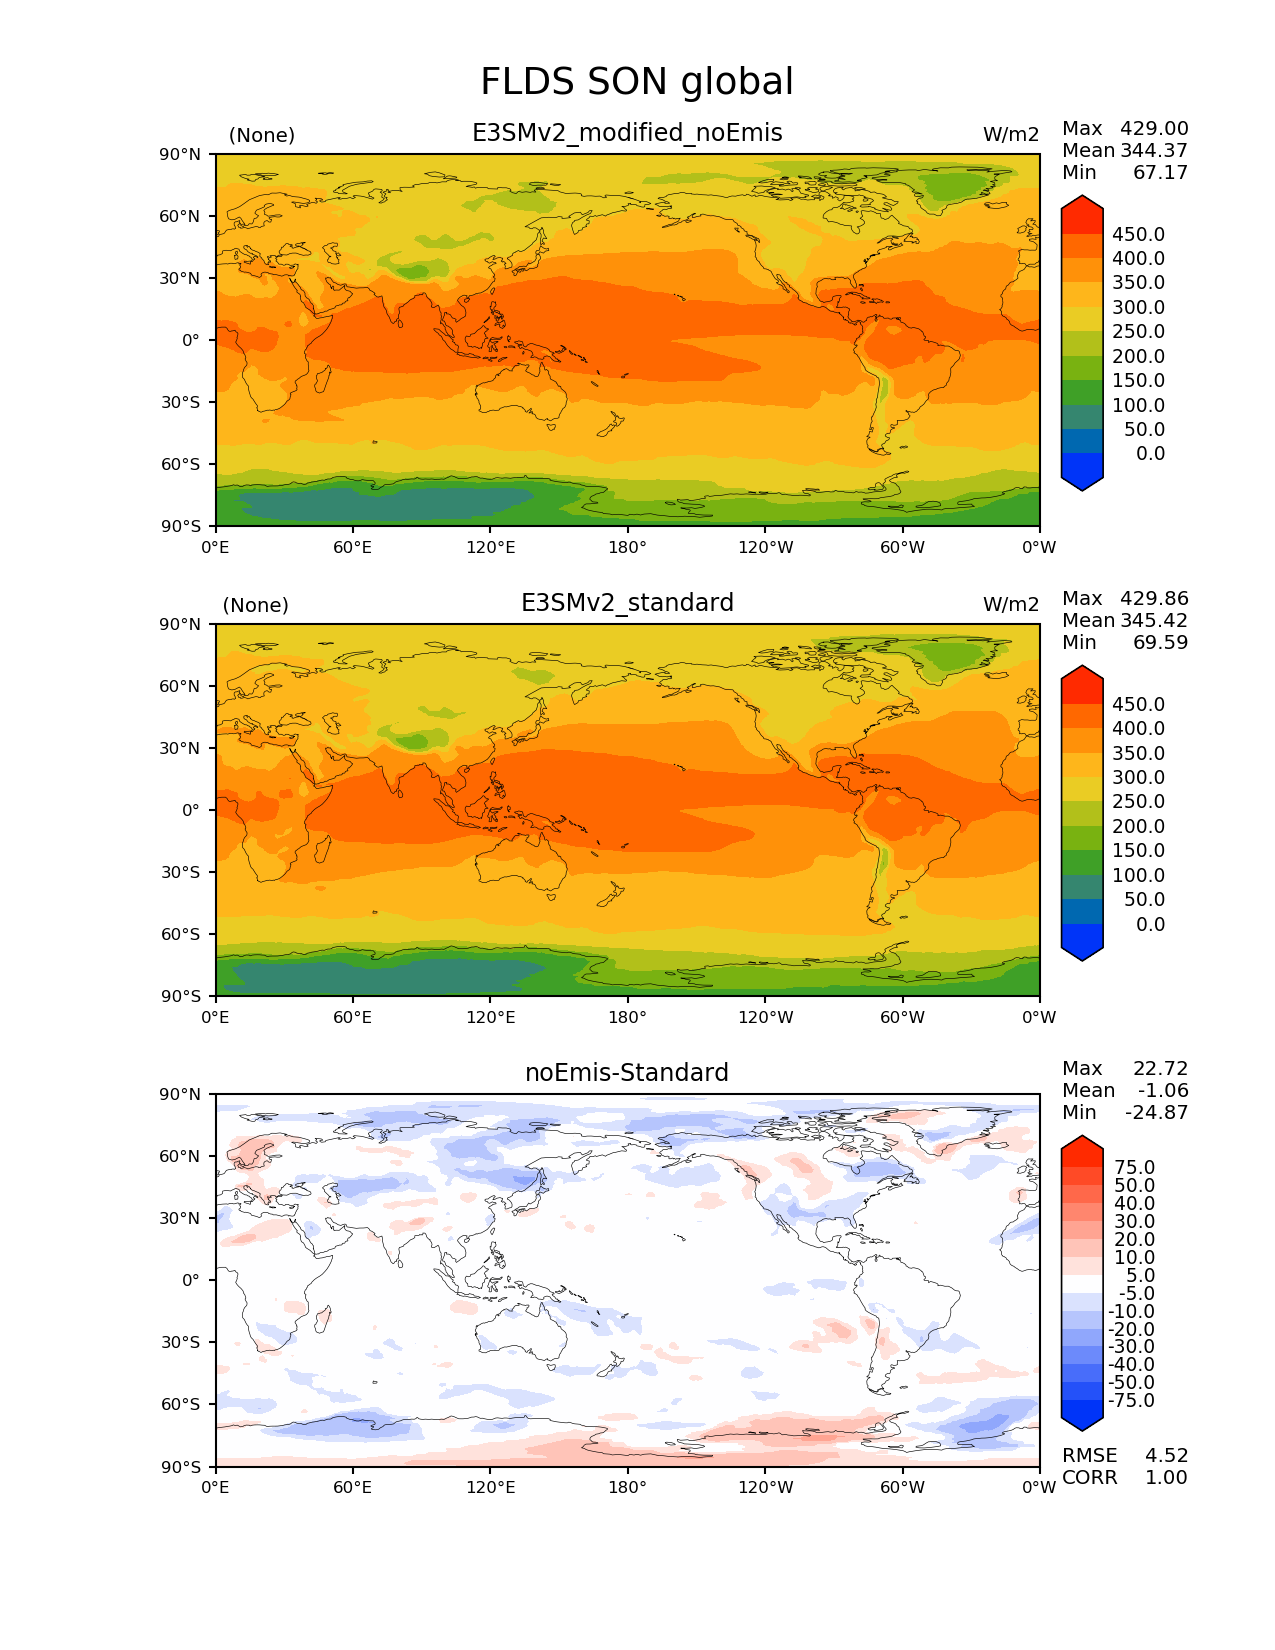 FLDS SON global
(None) E3SMv2_modified_noEmis W/m2
Max 429.00
Mean 344.37
Min 67.17
90°N
60°N
30°N
0°
30°S
60°S
90°S
0°E 60°E 120°E 180° 120°W 60°W 0°W
450.0
400.0
350.0
300.0
250.0
200.0
150.0
100.0
50.0
0.0
(None) E3SMv2_standard W/m2
Max 429.86
Mean 345.42
Min 69.59
90°N
60°N
30°N
0°
30°S
60°S
90°S
0°E 60°E 120°E 180° 120°W 60°W 0°W
450.0
400.0
350.0
300.0
250.0
200.0
150.0
100.0
50.0
0.0
noEmis-Standard
Max 22.72
Mean -1.06
Min -24.87
90°N
60°N
30°N
0°
30°S
60°S
90°S
0°E 60°E 120°E 180° 120°W 60°W 0°W
75.0
50.0
40.0
30.0
20.0
10.0
5.0
-5.0
-10.0
-20.0
-30.0
-40.0
-50.0
-75.0
RMSE 4.52
CORR 1.00